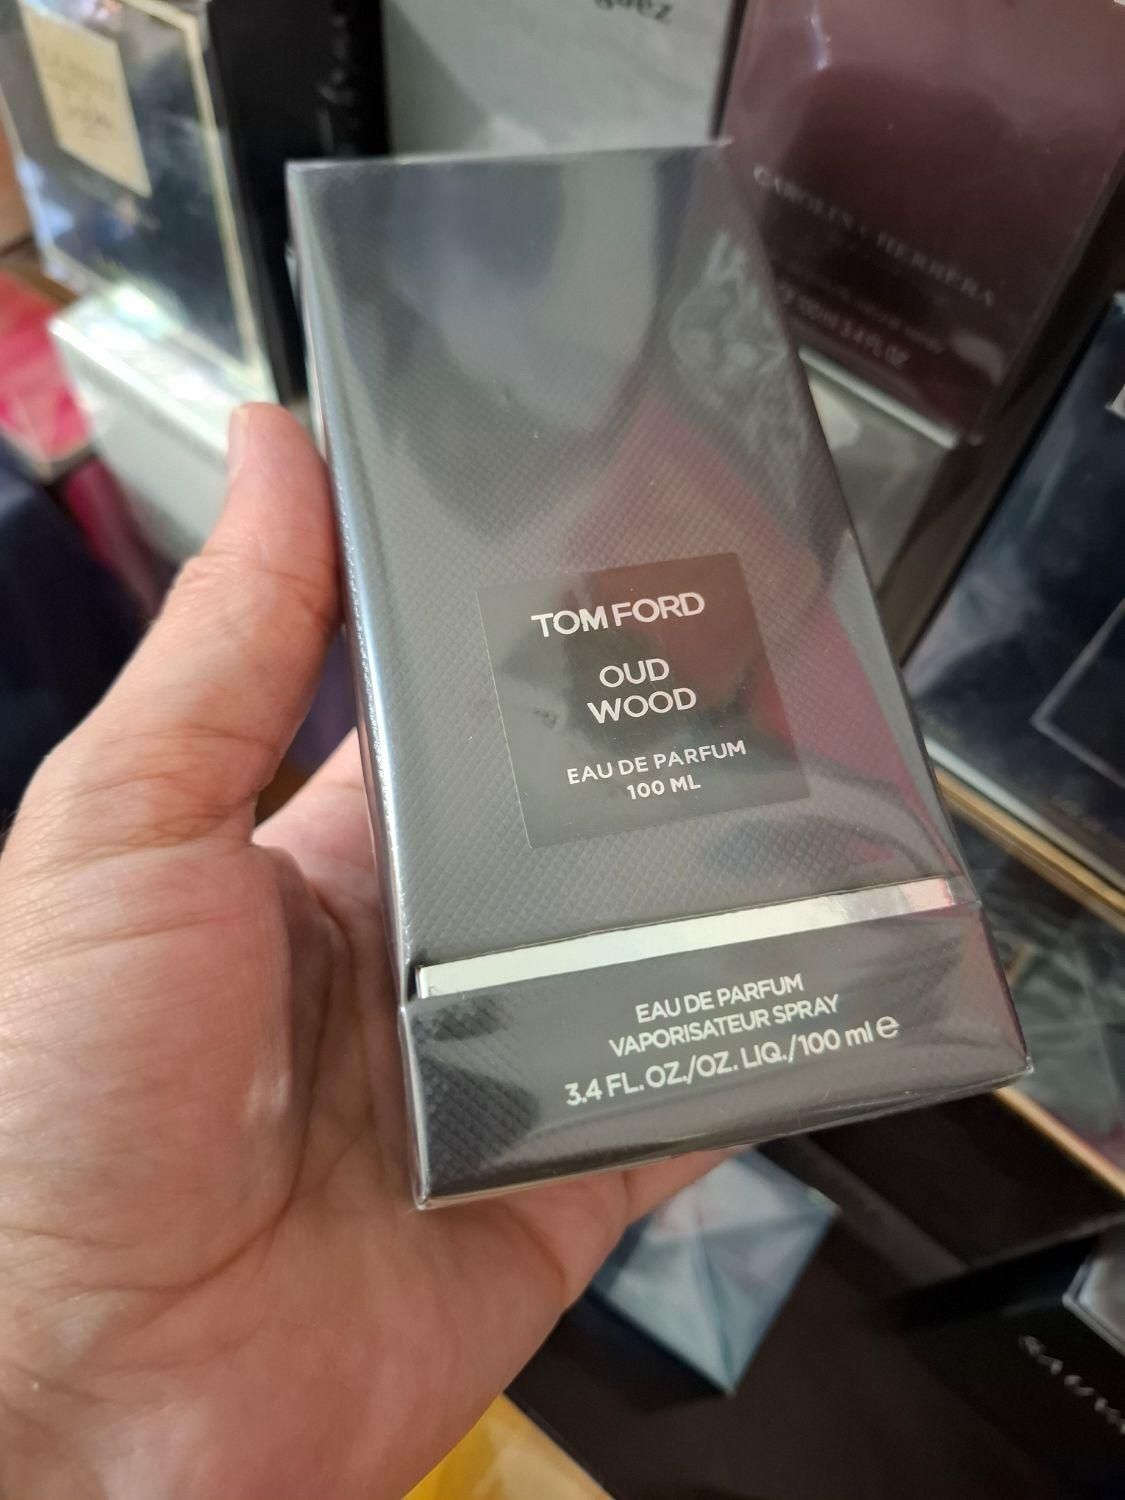 CAROLINA HERRERA
TOM FORD
OUD
WOOD
EAU DE PARFUM
100 ML
EAU DE PARFUM
VAPORISATEUR SPRAY
3.4 FL. OZ./OZ. LIQ./100 ml e